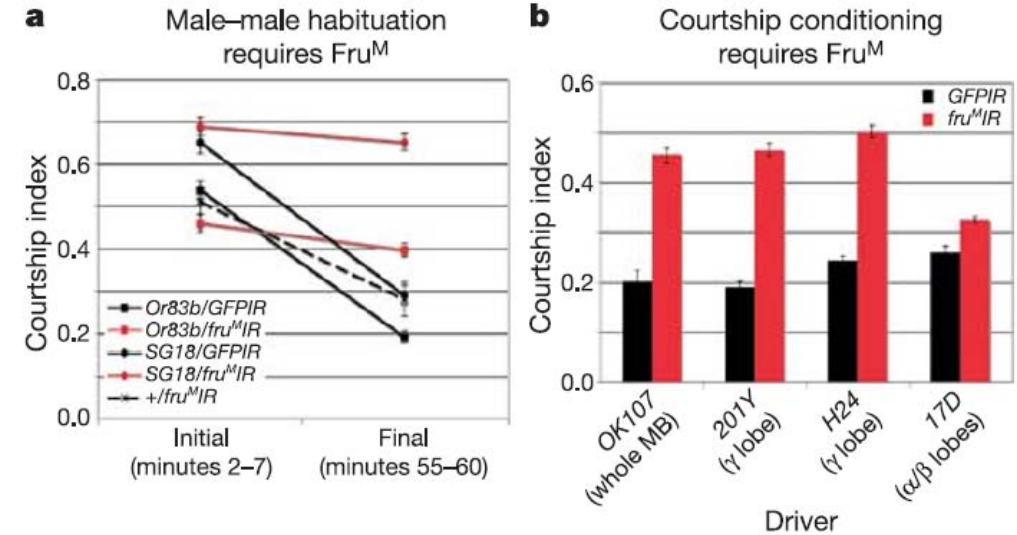 a
Male–male habituation
requires Fruᴹ
Courtship index
0.8
0.6
0.4
0.2
0.0
Or83b/GFPIR
Or83b/fruᴹIR
SG18/GFPIR
SG18/fruᴹIR
+/fruᴹIR
Initial
(minutes 2–7)
Final
(minutes 55–60)
b
Courtship conditioning
requires Fruᴹ
Courtship index
0.6
0.4
0.2
0.0
GFPIR
fruᴹIR
OK107
(whole MB)
201Y
(γ lobe)
H24
(γ lobe)
17D
(α/β lobes)
Driver